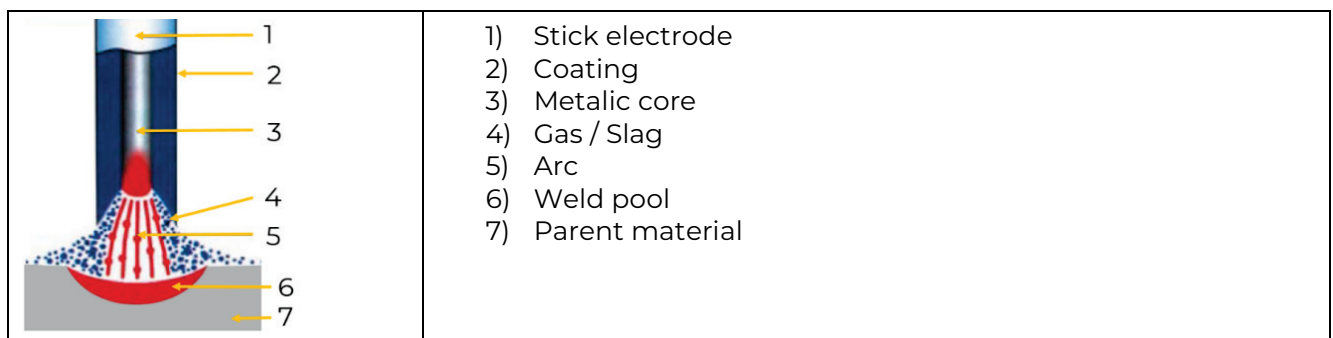 1
2
3
4
5
6
7
1) Stick electrode
2) Coating
3) Metalic core
4) Gas / Slag
5) Arc
6) Weld pool
7) Parent material